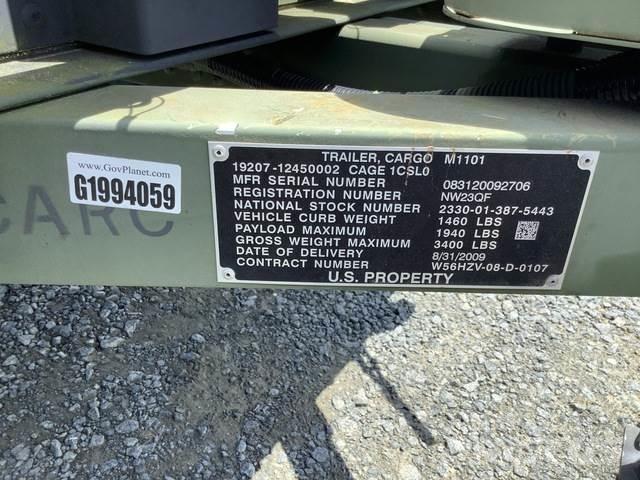 www.GovPlanet.com
G1994059
CARC
TRAILER, CARGO M1101
19207-12450002 CAGE 1CSL0
MFR SERIAL NUMBER 083120092706
REGISTRATION NUMBER NW23QF
NATIONAL STOCK NUMBER 2330-01-387-5443
VEHICLE CURB WEIGHT 1460 LBS
PAYLOAD MAXIMUM 1940 LBS
GROSS WEIGHT MAXIMUM 3400 LBS
DATE OF DELIVERY 8/31/2009
CONTRACT NUMBER W56HZV-08-D-0107
U.S. PROPERTY